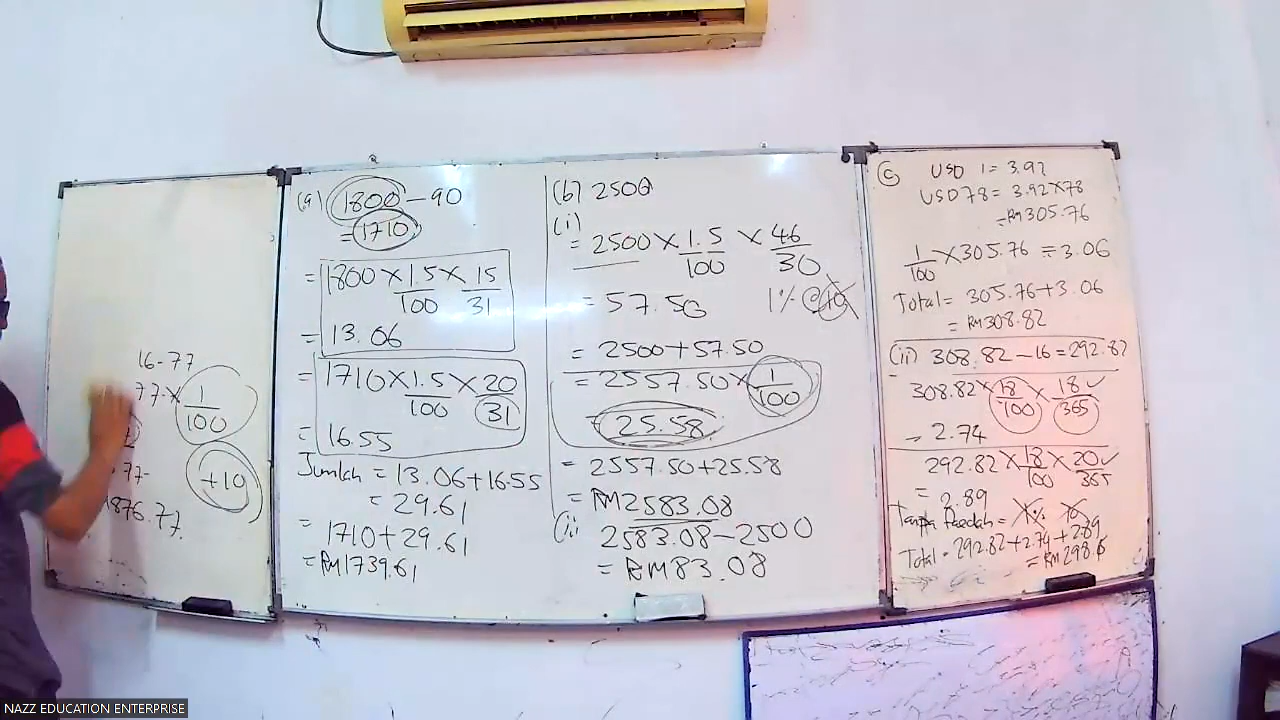 16-77
77 × 1/100
+10
77
876.77
(a) 1800 - 90
= 1710
= 1800 × 1.5/100 × 15/31
= 13.06
= 1710 × 1.5/100 × 20/31
= 16.55
Jumlah = 13.06 + 16.55
= 29.61
= 1710 + 29.61
= RM1739.61
(b) 2500
(i)
= 2500 × 1.5/100 × 46/30
= 57.50 1% @ 10
= 2500 + 57.50
= 2557.50 × 1/100
= 25.58
= 2557.50 + 25.58
= RM2583.08
(ii) 2583.08 - 2500
= RM83.08
(c) USD 1 = 3.92
USD 78 = 3.92 × 78
= RM305.76
1/100 × 305.76 = 3.06
Total = 305.76 + 3.06
= RM308.82
(ii) 308.82 - 16 = 292.82
308.82 × 18/100 × 18/365
= 2.74
292.82 × 18/100 × 20/365
= 2.89
Tanpa Faedah =
Total = 292.82 + 2.74 + 2.89
= RM298.
NAZZ EDUCATION ENTERPRISE